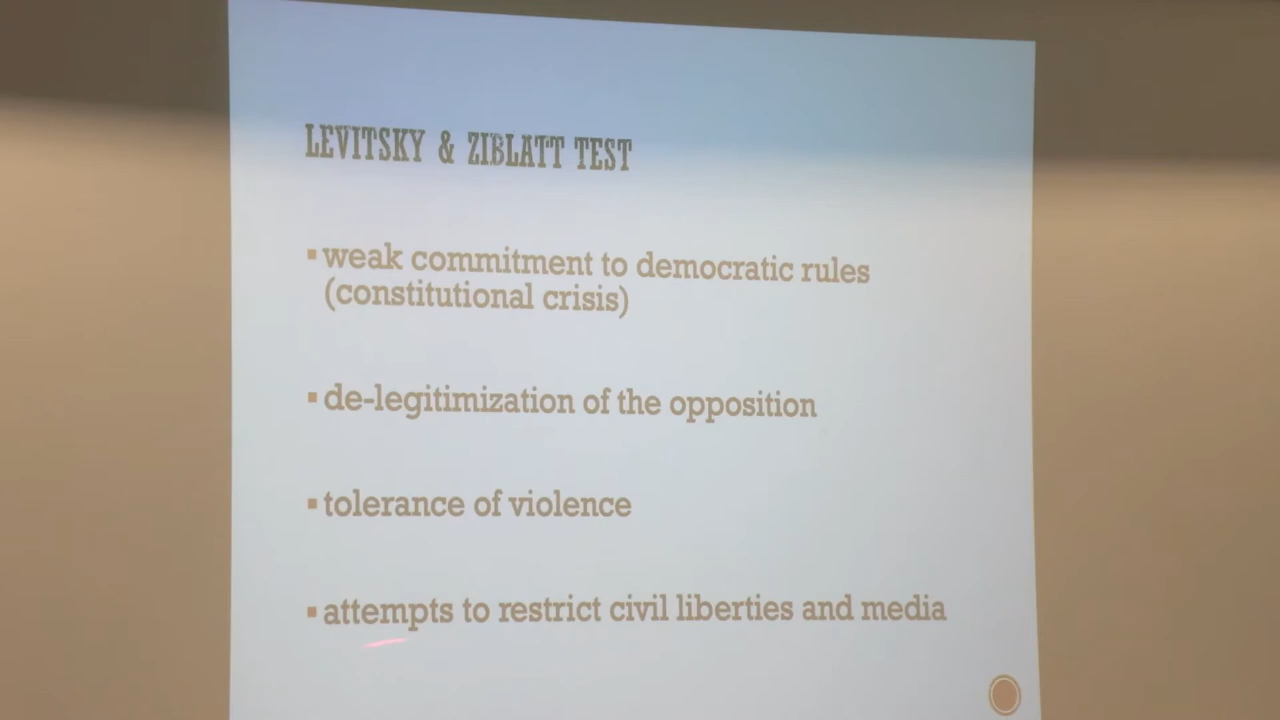 LEVITSKY & ZIBLATT TEST
▪ weak commitment to democratic rules
(constitutional crisis)
▪ de-legitimization of the opposition
▪ tolerance of violence
▪ attempts to restrict civil liberties and media